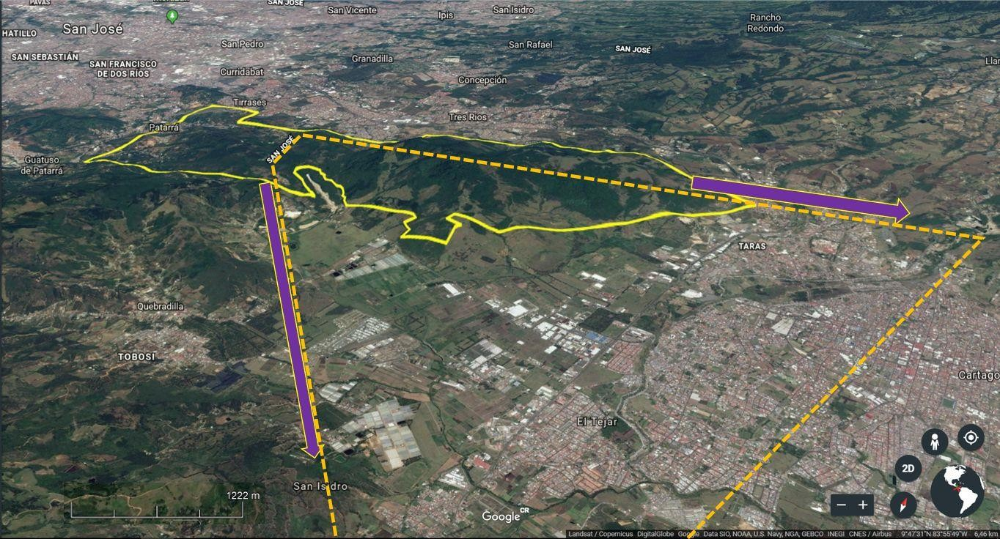 PAVAS
SAN JOSÉ
San Vicente
Ipis
San Isidro
Rancho
Redondo
HATILLO
San José
San Pedro
San Rafael
SAN JOSÉ
SAN SEBASTIÁN
SAN FRANCISCO
DE DOS RÍOS
Granadilla
Curridabat
Concepción
Tirrases
Tres Rios
Patarrá
SAN JOSÉ
Guatuso
de Patarrá
TARAS
Quebradilla
TOBOSI
Cartago
El Tejar
2D
San Isidro
1222 m
Google
CR
Landsat / Copernicus DigitalGlobe Google Data SIO, NOAA, U.S. Navy, NGA, GEBCO INEGI CNES / Airbus 9°47'31"N 83°55'49"W 6,46 km